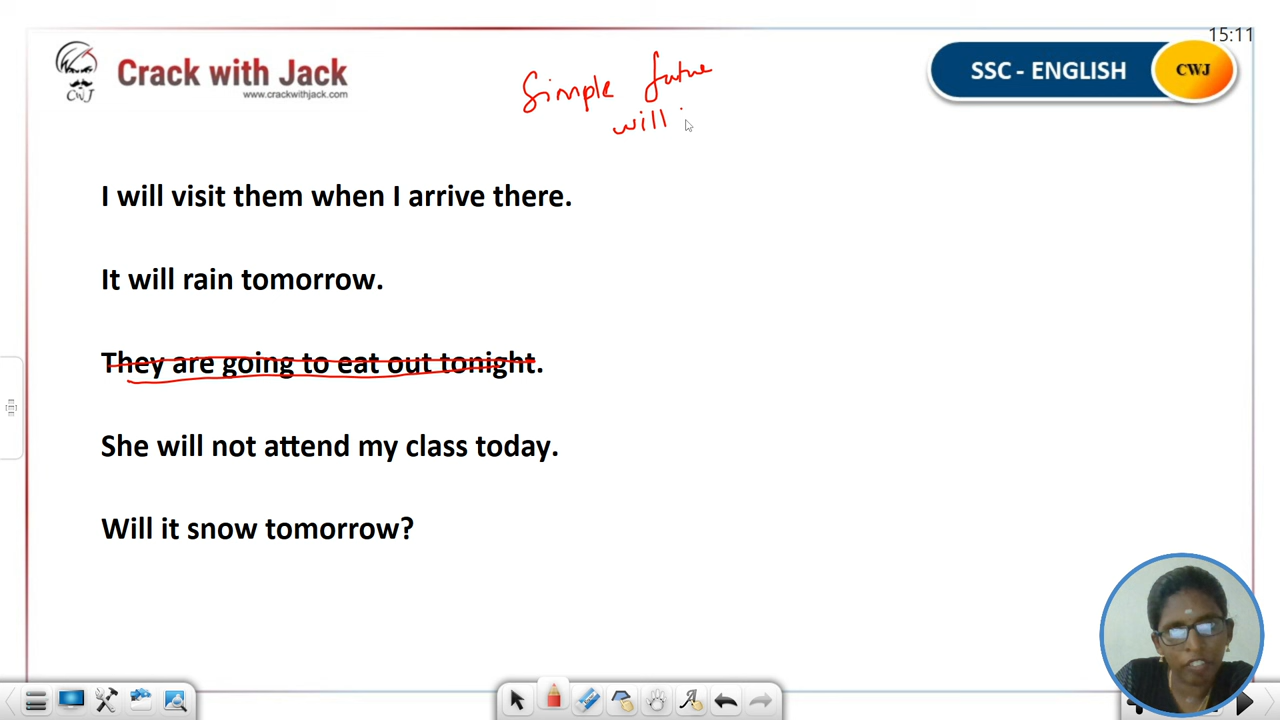 15:11
Crack with Jack
www.crackwithjack.com
CWJ
Simple future
will
SSC - ENGLISH
CWJ
I will visit them when I arrive there.
It will rain tomorrow.
They are going to eat out tonight.
She will not attend my class today.
Will it snow tomorrow?